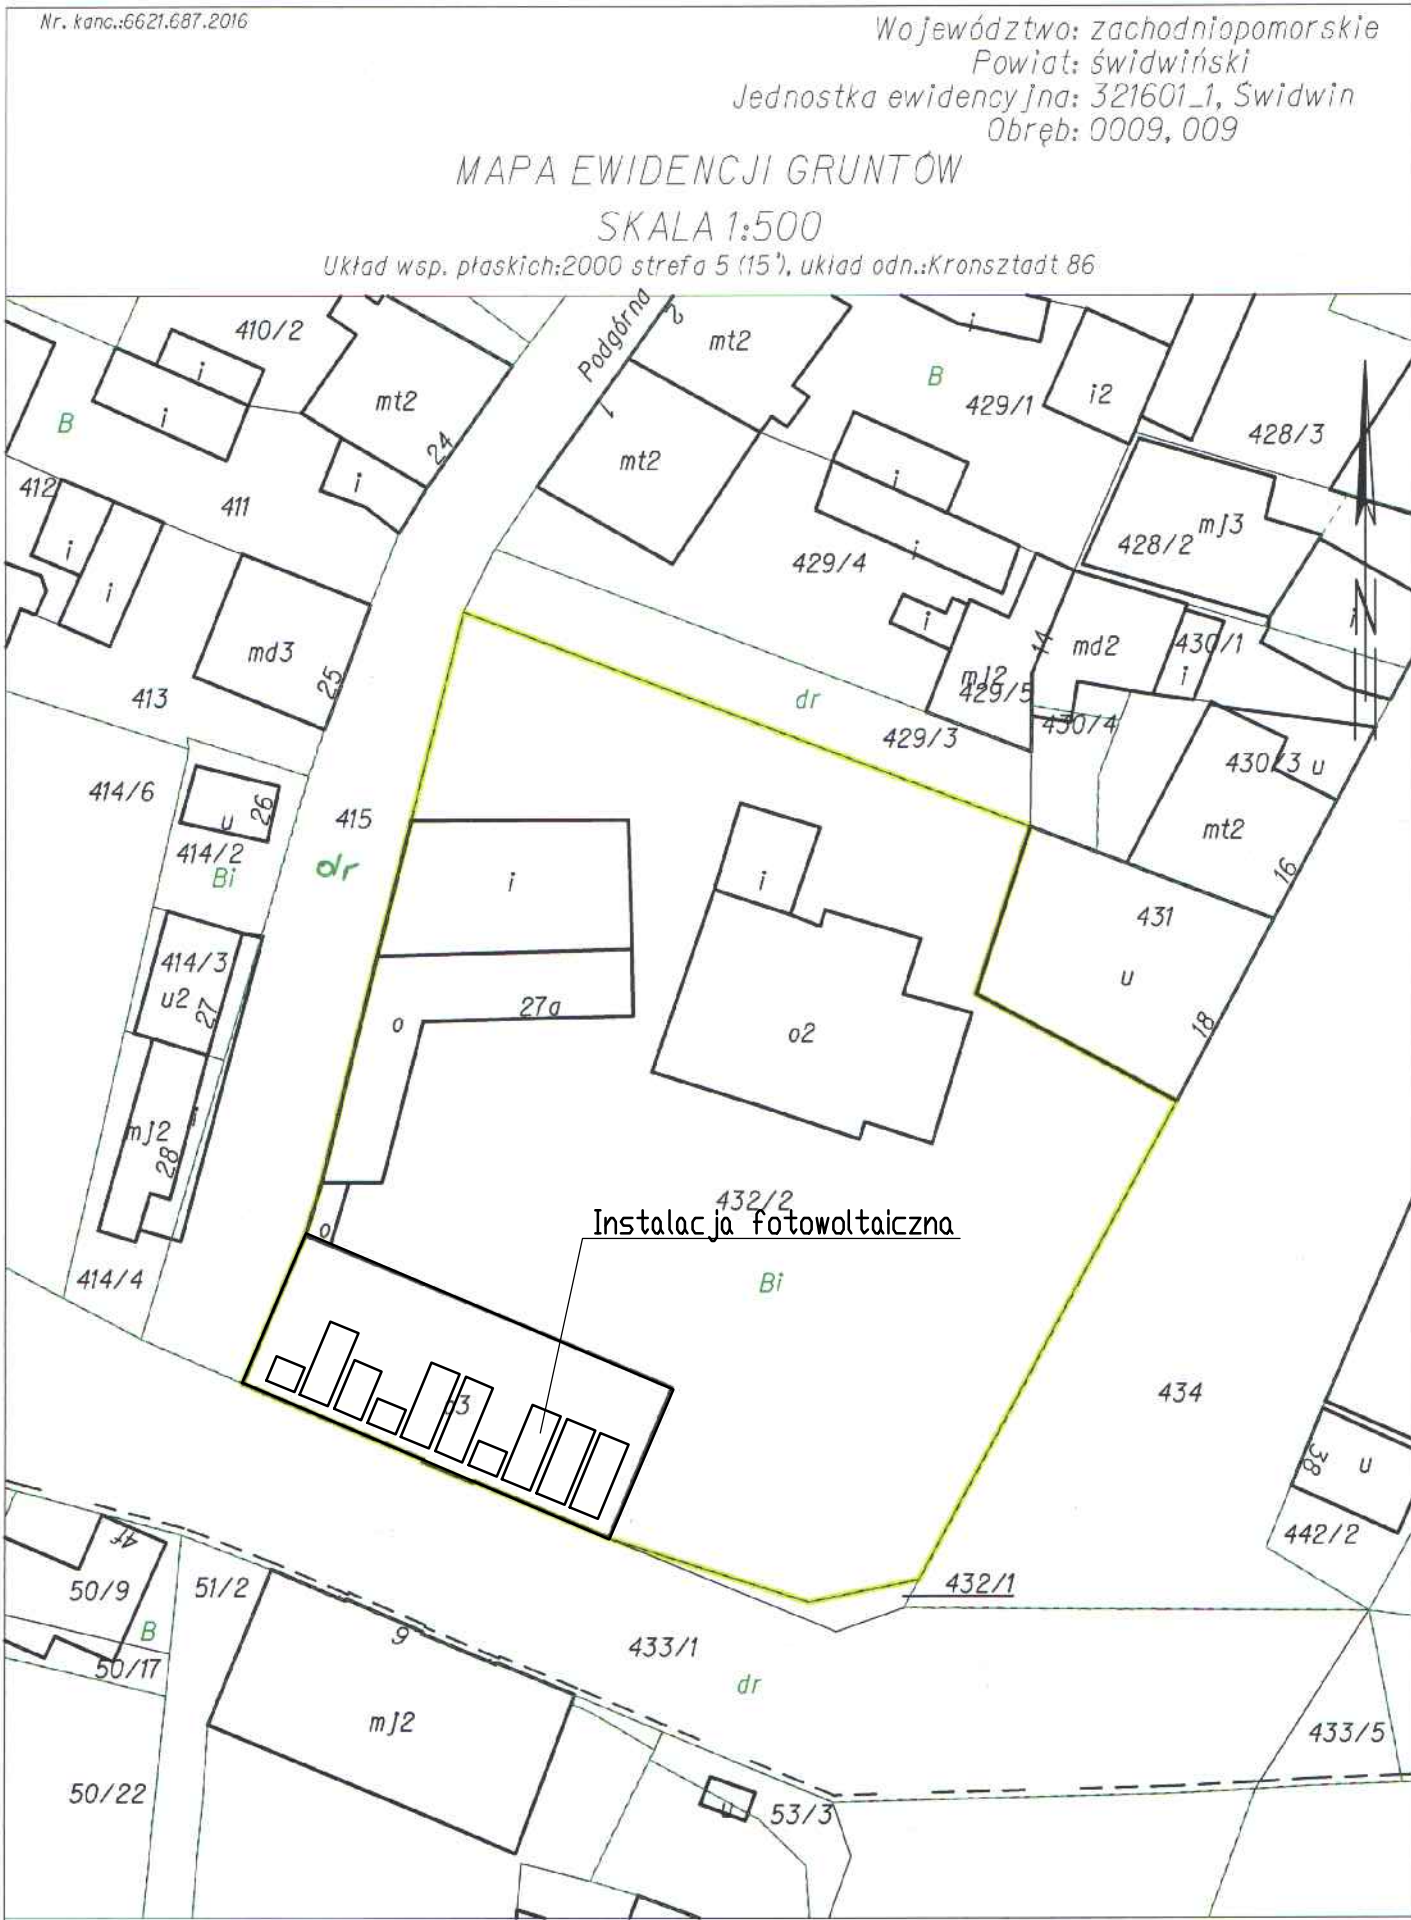 Nr. kanc.:6621.687.2016
Województwo: zachodniopomorskie
Powiat: świdwiński
Jednostka ewidencyjna: 321601_1, Świdwin
Obręb: 0009, 009
MAPA EWIDENCJI GRUNTÓW
SKALA 1:500
Układ wsp. płaskich:2000 strefa 5 (15°), układ odn.:Kronsztadt 86
410/2
Podgórna
2
mt2
i
i
mt2
B
429/1
i2
i
B
24
1
mt2
428/3
412
411
i
i
i
429/4
i
428/2
mj3
i
i
i
md3
25
14
md2
430/1
i
i
413
mj2
429/5
dr
429/3
430/4
430/3
u
414/6
26
u
415
mt2
414/2
Bi
dr
i
i
16
431
414/3
u2
27
27a
o
o2
u
18
mj2
i
28
432/2
Instalacja fotowoltaiczna
o
414/4
Bi
o3
434
38
u
442/2
4f
50/9
51/2
432/1
B
9
433/1
50/17
dr
mj2
433/5
50/22
u
53/3
N